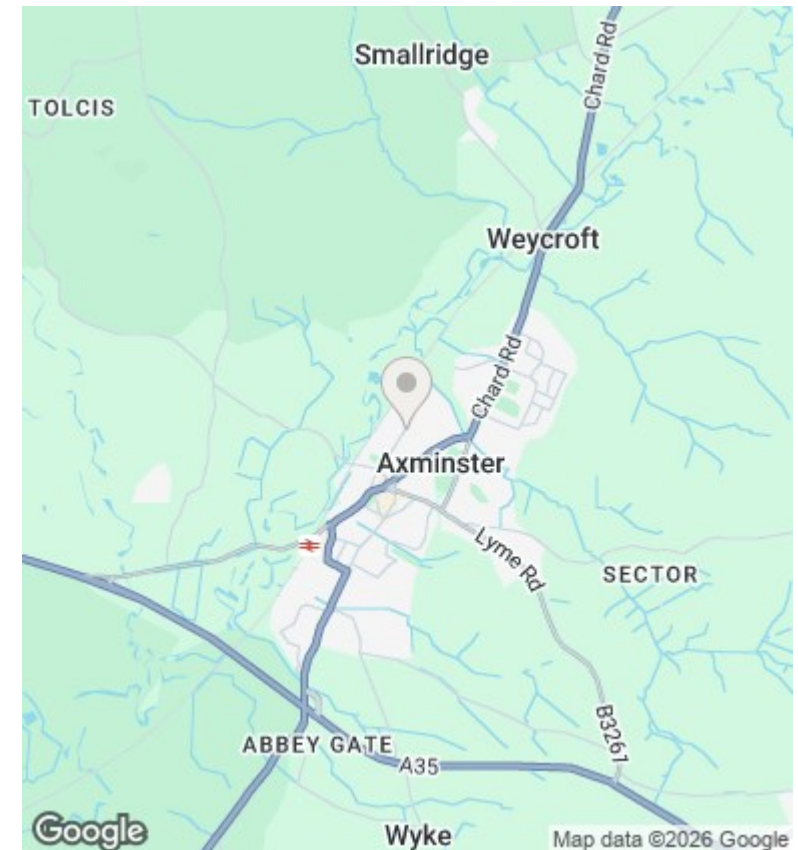 Smallridge
Chard Rd
TOLCIS
Weycroft
Chard Rd
Axminster
Lyme Rd
SECTOR
B3261
ABBEY GATE
A35
Wyke
Google
Map data ©2026 Google